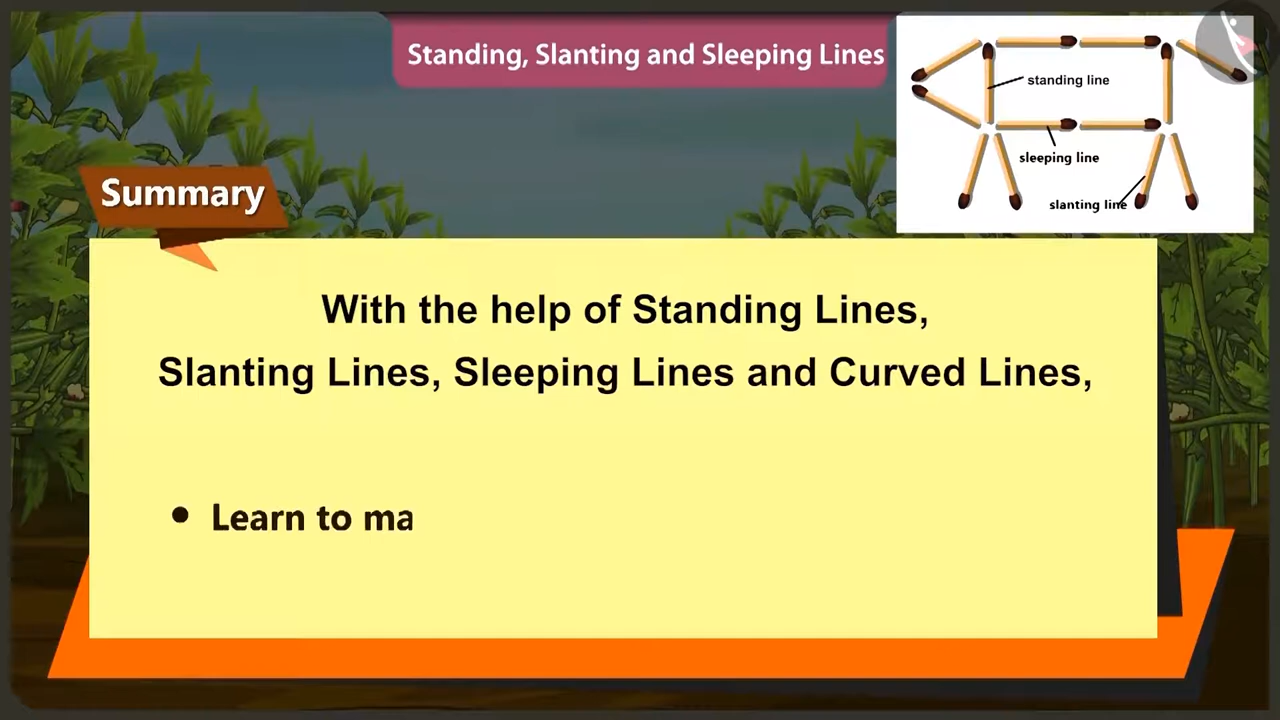 Standing, Slanting and Sleeping Lines
standing line
sleeping line
slanting line
Summary
With the help of Standing Lines,
Slanting Lines, Sleeping Lines and Curved Lines,
• Learn to ma